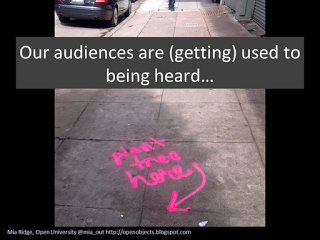 Our audiences are (getting) used to
being heard...
plant
tree
here
Mia Ridge, Open University @mia_out http://openobjects.blogspot.com